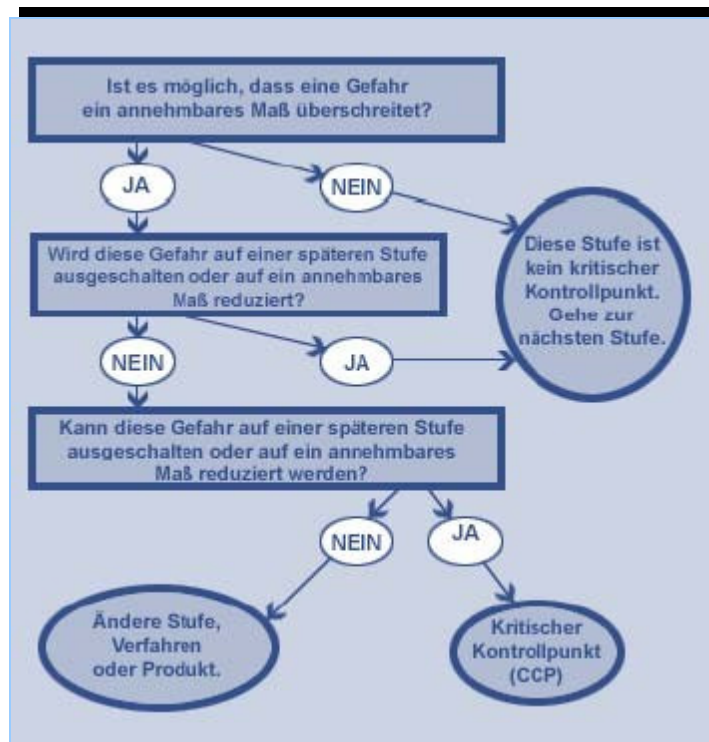 Ist es möglich, dass eine Gefahr
ein annehmbares Maß überschreitet?
JA
NEIN
Wird diese Gefahr auf einer späteren Stufe
ausgeschalten oder auf ein annehmbares
Maß reduziert?
Diese Stufe ist
kein kritischer
Kontrollpunkt.
Gehe zur
nächsten Stufe.
NEIN
JA
Kann diese Gefahr auf einer späteren Stufe
ausgeschalten oder auf ein annehmbares
Maß reduziert werden?
NEIN
JA
Ändere Stufe,
Verfahren
oder Produkt.
Kritischer
Kontrollpunkt
(CCP)